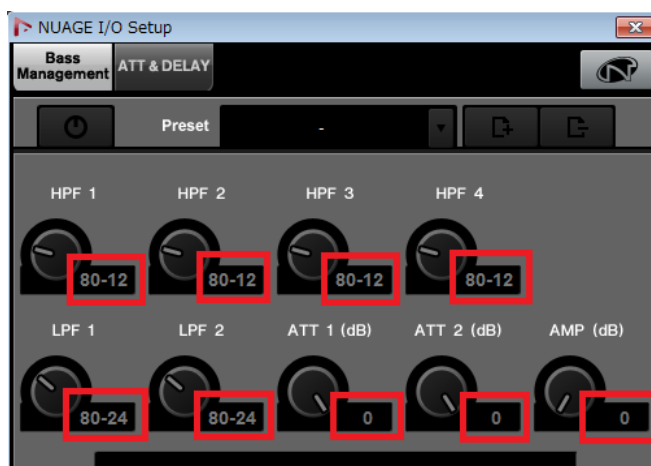 NUAGE I/O Setup
Bass
Management
ATT & DELAY
Preset
-
HPF 1
HPF 2
HPF 3
HPF 4
80-12
80-12
80-12
80-12
LPF 1
LPF 2
ATT 1 (dB)
ATT 2 (dB)
AMP (dB)
80-24
80-24
0
0
0